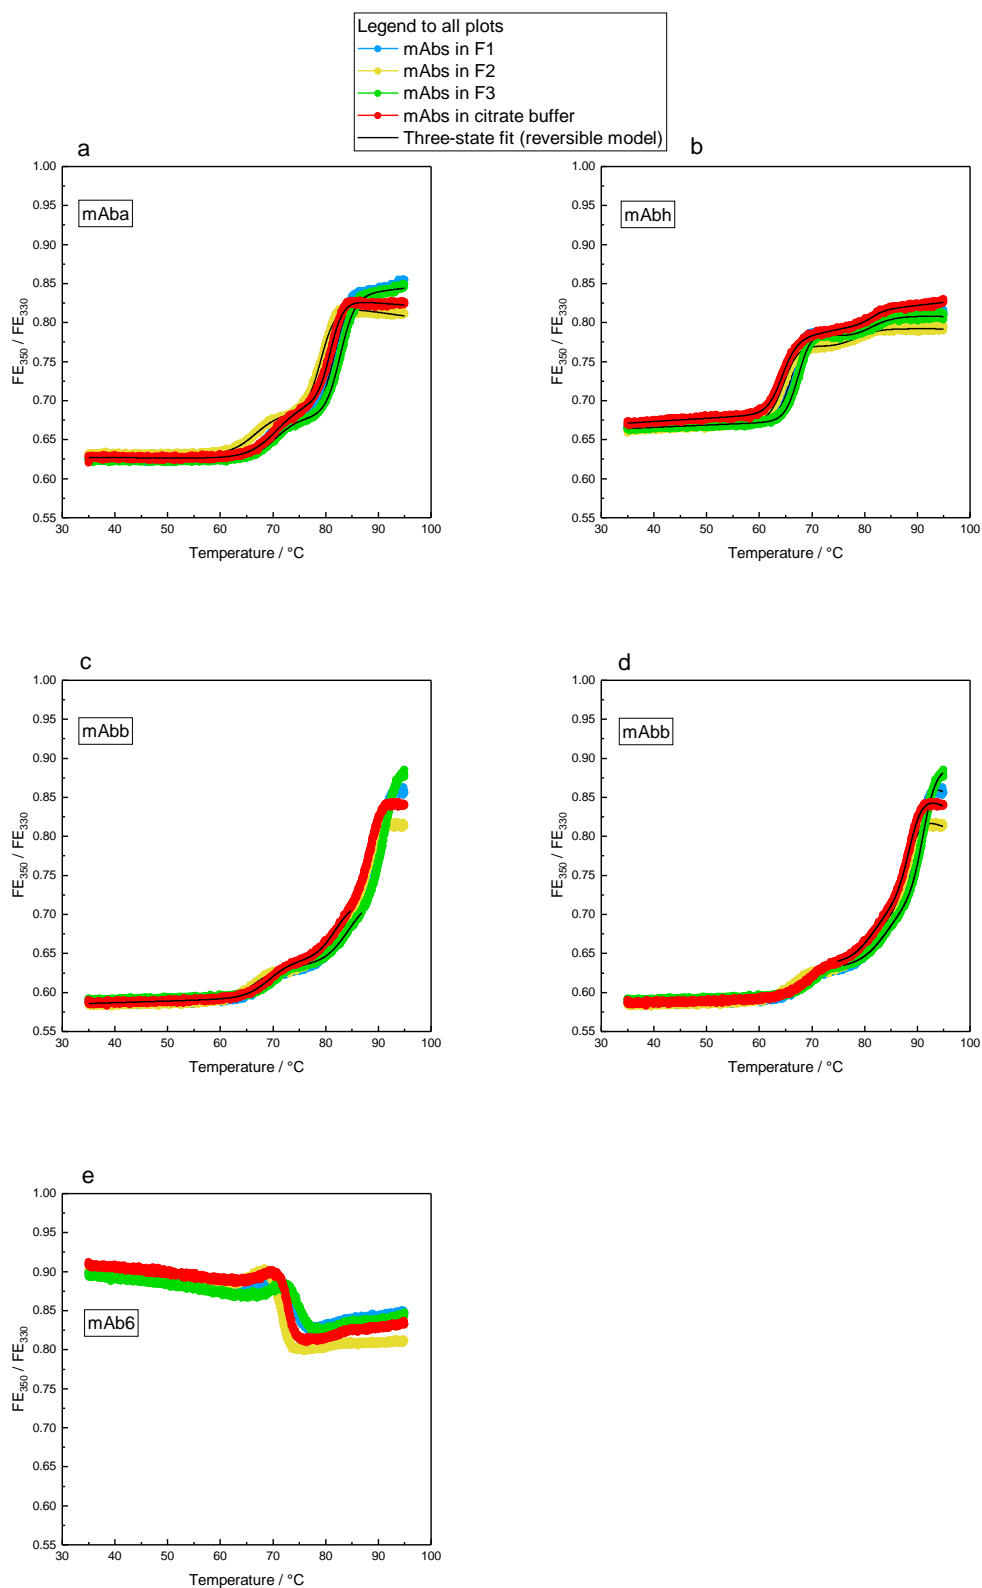 Legend to all plots
mAbs in F1
mAbs in F2
mAbs in F3
mAbs in citrate buffer
Three-state fit (reversible model)
a
1.00
0.95
0.90
0.85
0.80
0.75
0.70
0.65
0.60
0.55
FE350 / FE330
mAba
30 40 50 60 70 80 90 100
Temperature / °C
b
1.00
0.95
0.90
0.85
0.80
0.75
0.70
0.65
0.60
0.55
FE350 / FE330
mAbh
30 40 50 60 70 80 90 100
Temperature / °C
c
1.00
0.95
0.90
0.85
0.80
0.75
0.70
0.65
0.60
0.55
FE350 / FE330
mAbb
30 40 50 60 70 80 90 100
Temperature / °C
d
1.00
0.95
0.90
0.85
0.80
0.75
0.70
0.65
0.60
0.55
FE350 / FE330
mAbb
30 40 50 60 70 80 90 100
Temperature / °C
e
1.00
0.95
0.90
0.85
0.80
0.75
0.70
0.65
0.60
0.55
FE350 / FE330
mAb6
30 40 50 60 70 80 90 100
Temperature / °C